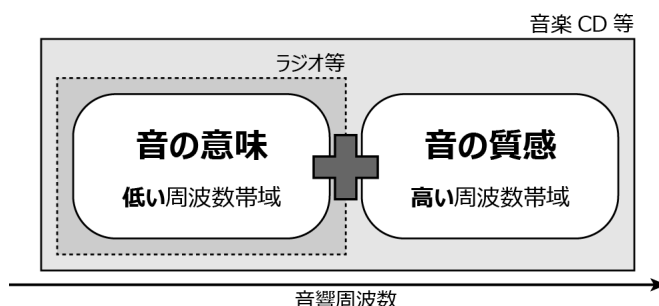 音楽 CD 等
ラジオ等
音の意味
低い周波数帯域
音の質感
高い周波数帯域
音響周波数